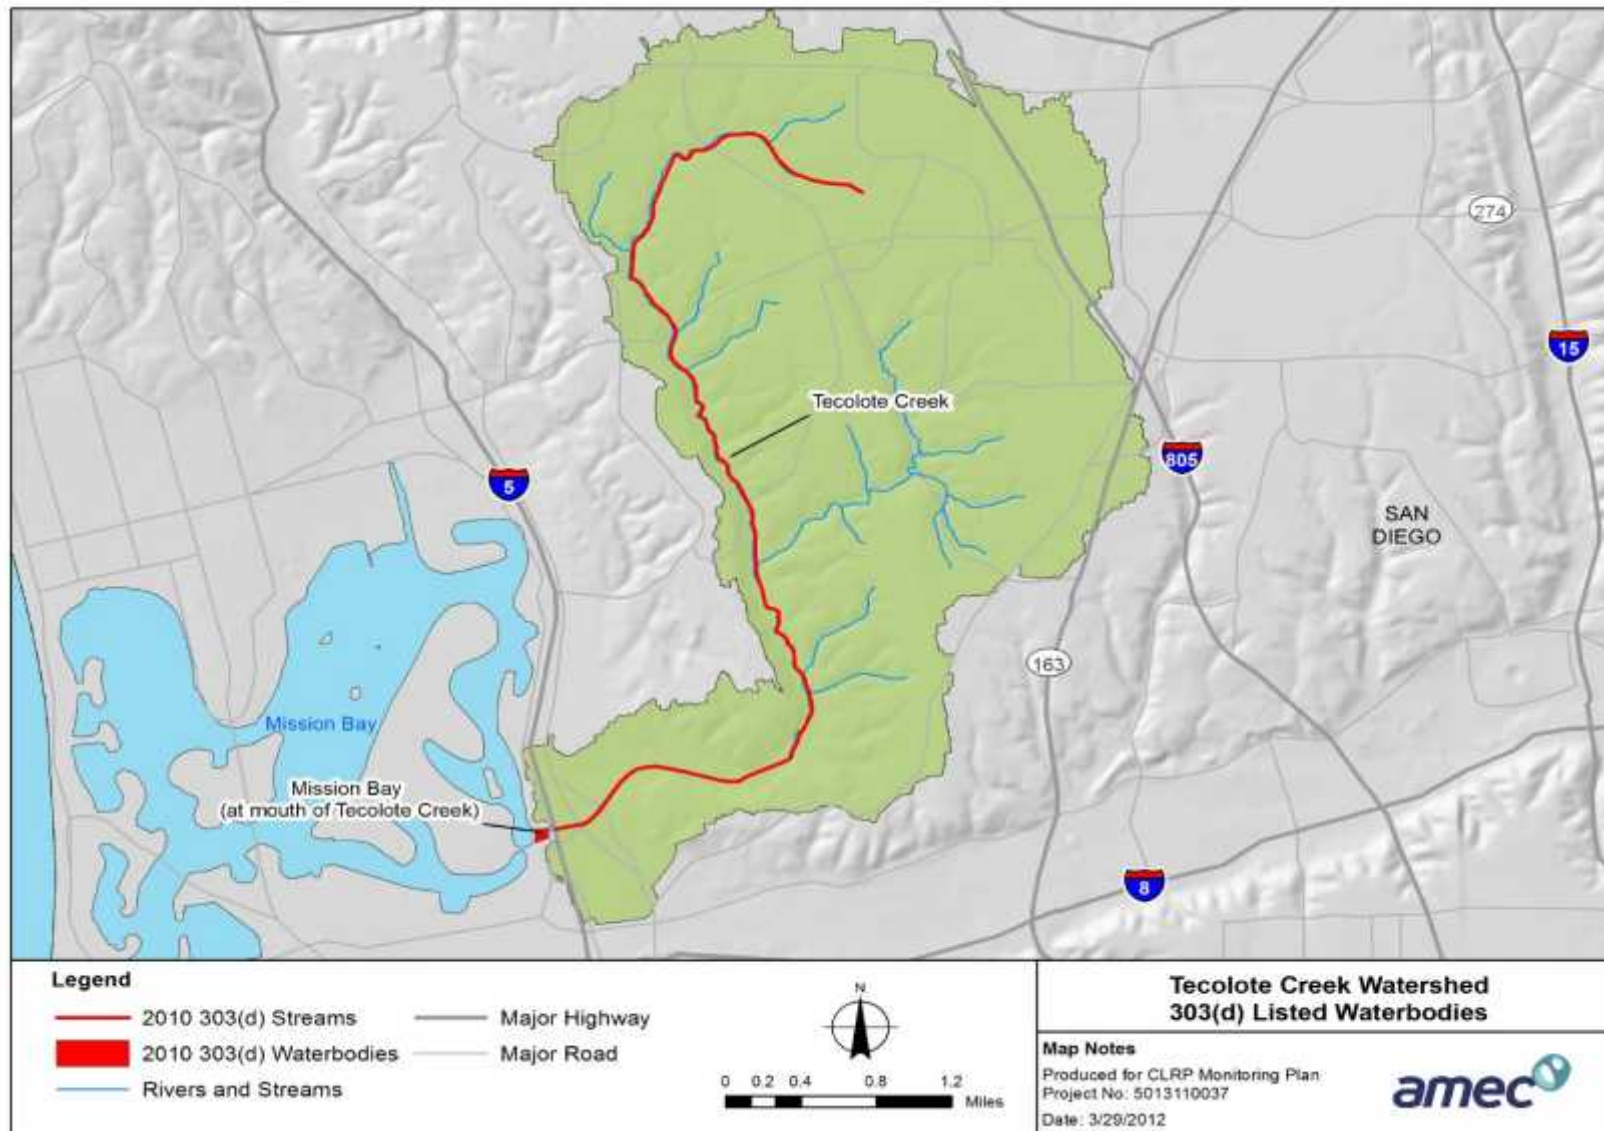 274
15
Tecolote Creek
805
5
SAN
DIEGO
163
Mission Bay
Mission Bay
(at mouth of Tecolote Creek)
8
Legend
2010 303(d) Streams
2010 303(d) Waterbodies
Rivers and Streams
Major Highway
Major Road
N
0 0.2 0.4 0.8 1.2
Miles
Tecolote Creek Watershed
303(d) Listed Waterbodies
Map Notes
Produced for CLRP Monitoring Plan
Project No: 5013110037
Date: 3/29/2012
amec